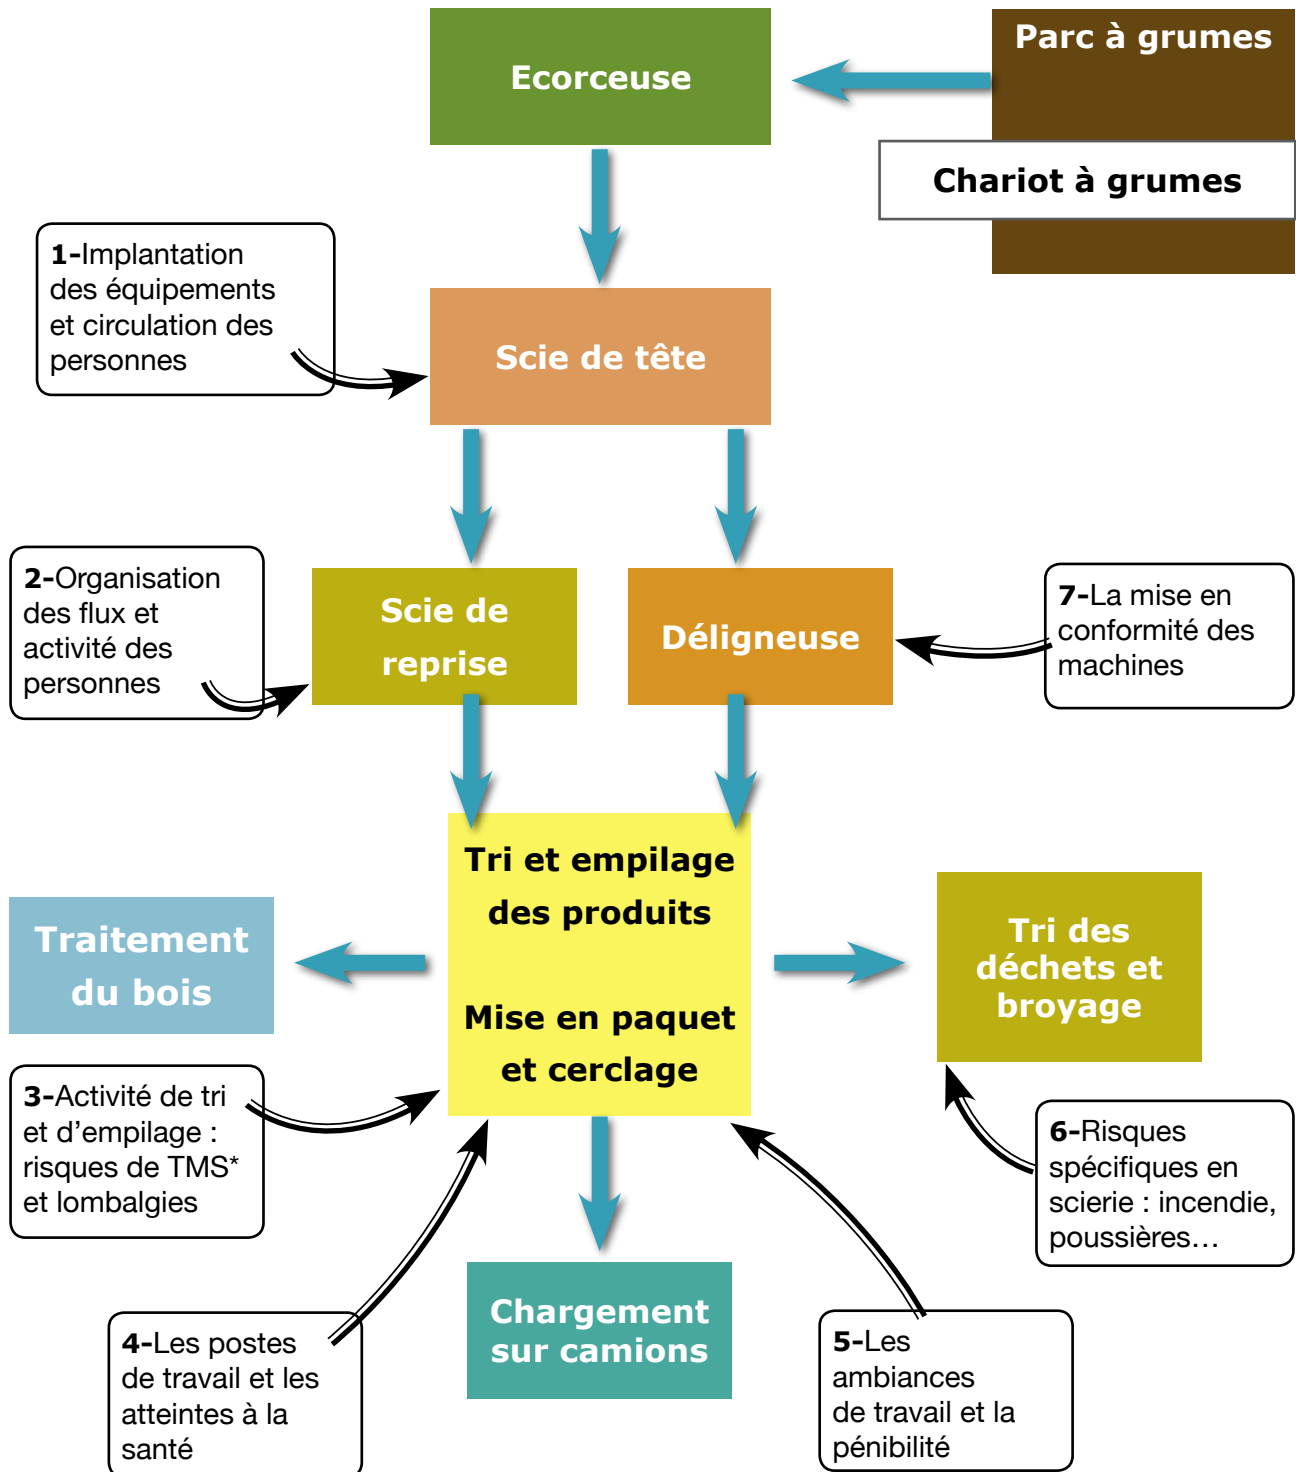 Ecorceuse
Parc à grumes
Chariot à grumes
1-Implantation
des équipements
et circulation des
personnes
Scie de tête
2-Organisation
des flux et
activité des
personnes
Scie de
reprise
Déligneuse
7-La mise en
conformité des
machines
Tri et empilage
des produits
Mise en paquet
et cerclage
Traitement
du bois
Tri des
déchets et
broyage
3-Activité de tri
et d’empilage :
risques de TMS*
et lombalgies
6-Risques
spécifiques en
scierie : incendie,
poussières…
Chargement
sur camions
4-Les postes
de travail et les
atteintes à la
santé
5-Les
ambiances
de travail et la
pénibilité